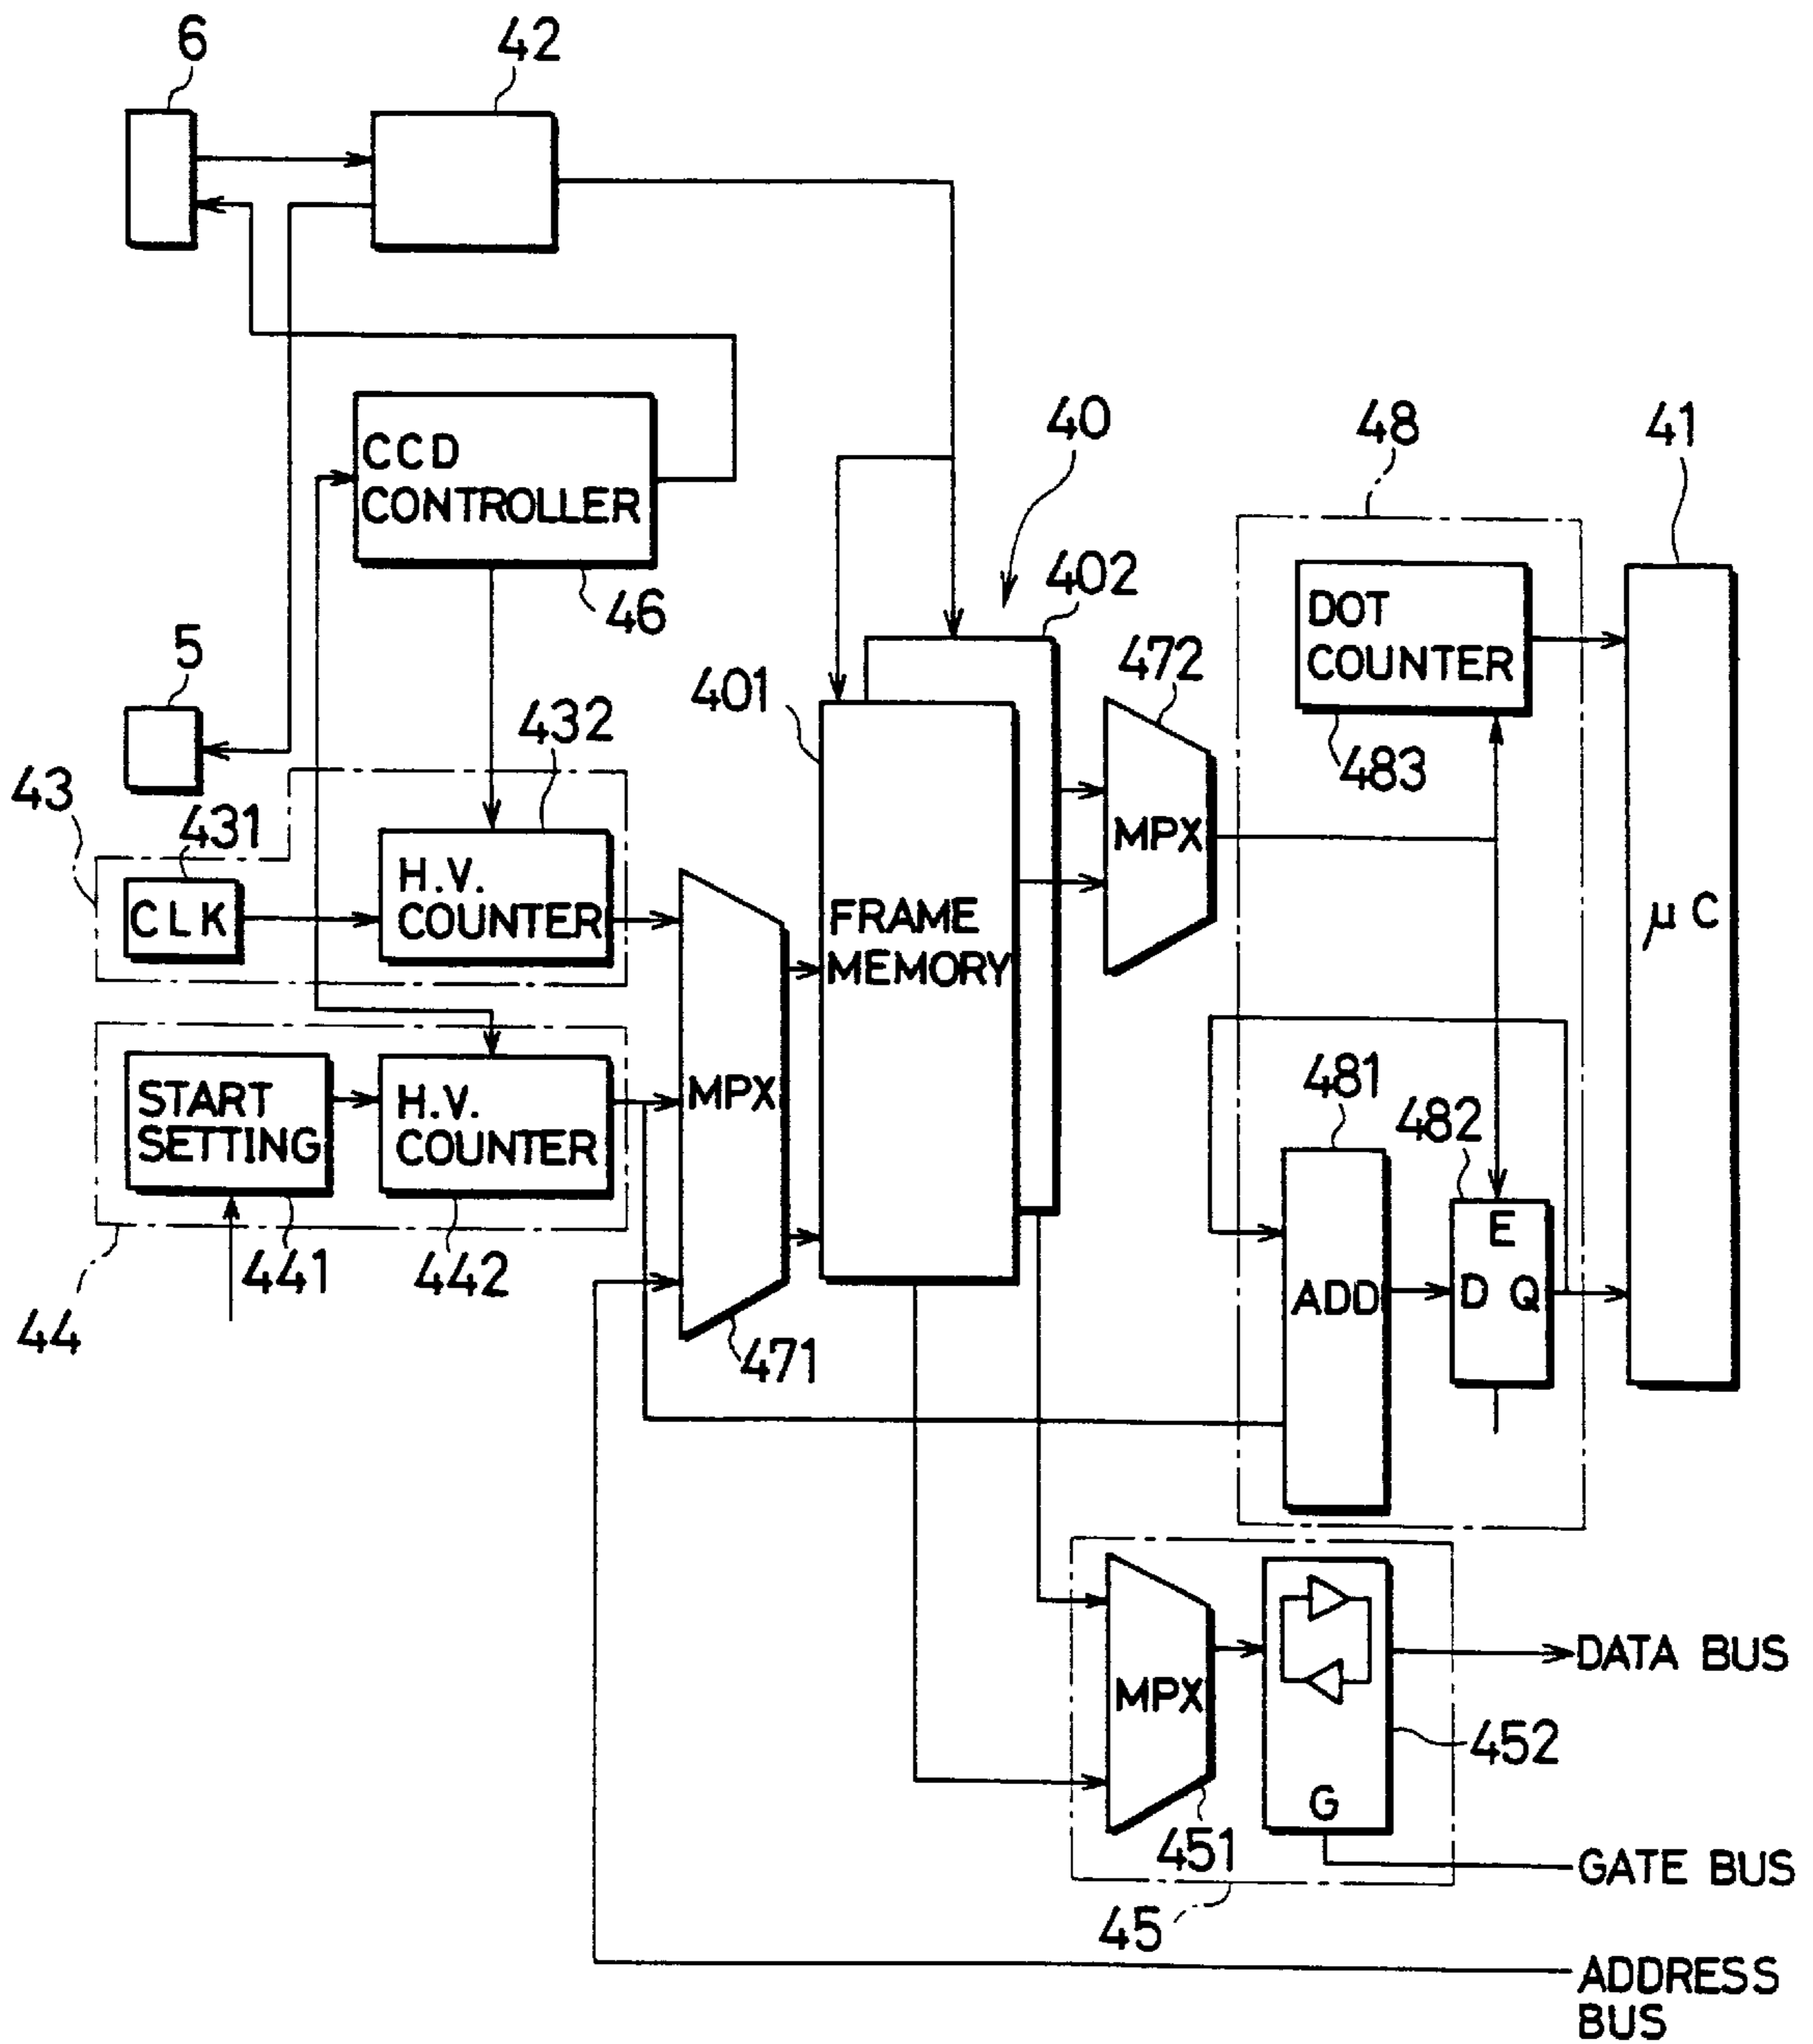 6
42
CCD
CONTROLLER
46
40
48
41
402
DOT
COUNTER
483
472
401
5
432
43
431
CLK
H.V.
COUNTER
MPX
FRAME
MEMORY
μC
START
SETTING
H.V.
COUNTER
MPX
481
482
E
D Q
ADD
441
442
44
471
MPX
451
G
452
45
DATA BUS
GATE BUS
ADDRESS
BUS